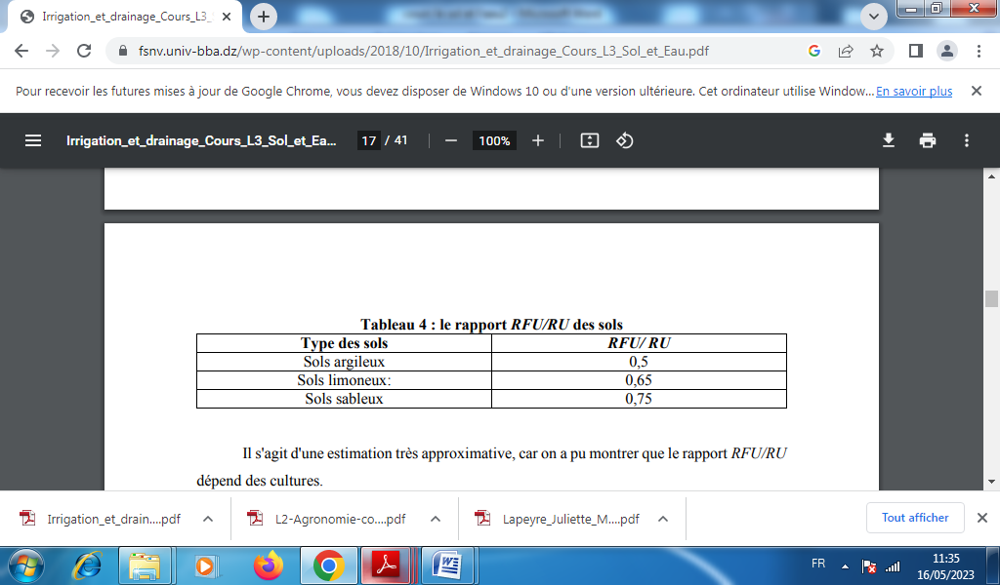 Irrigation_et_drainage_Cours_L3_
fsnv.univ-bba.dz/wp-content/uploads/2018/10/Irrigation_et_drainage_Cours_L3_Sol_et_Eau.pdf
Pour recevoir les futures mises à jour de Google Chrome, vous devez disposer de Windows 10 ou d'une version ultérieure. Cet ordinateur utilise Window... En savoir plus
Irrigation_et_drainage_Cours_L3_Sol_et_Ea... 17 / 41 100%
Tableau 4 : le rapport RFU/RU des sols
Type des sols RFU/ RU
Sols argileux 0,5
Sols limoneux: 0,65
Sols sableux 0,75
Il s'agit d'une estimation très approximative, car on a pu montrer que le rapport RFU/RU
dépend des cultures.
Irrigation_et_drain....pdf L2-Agronomie-co....pdf Lapeyre_Juliette_M....pdf Tout afficher
FR 11:35
16/05/2023